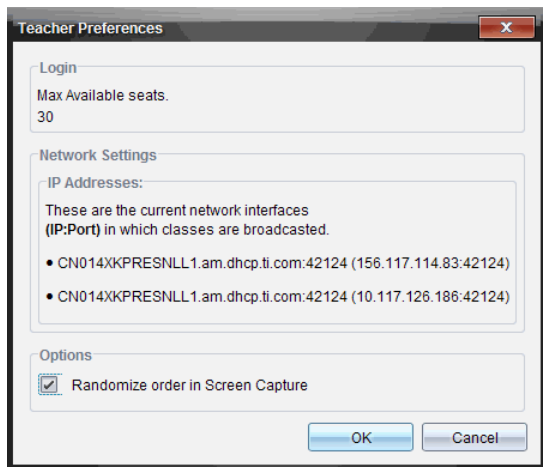 Teacher Preferences
Login
Max Available seats.
30
Network Settings
IP Addresses:
These are the current network interfaces
(IP:Port) in which classes are broadcasted.
• CN014XKPRESNLL1.am.dhcp.ti.com:42124 (156.117.114.83:42124)
• CN014XKPRESNLL1.am.dhcp.ti.com:42124 (10.117.126.186:42124)
Options
Randomize order in Screen Capture
OK Cancel